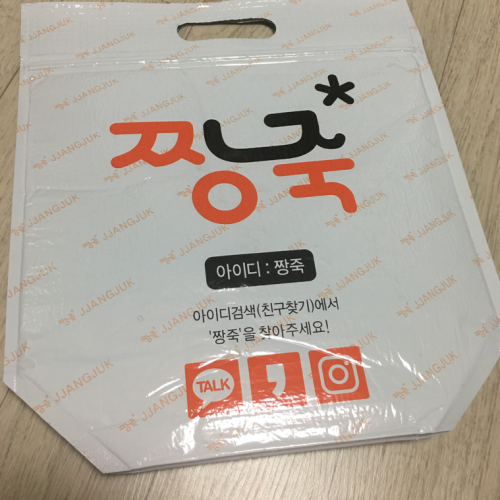 짱죽*
아이디 : 짱죽
아이디검색(친구찾기)에서
'짱죽'을 찾아주세요!
TALK
JJANGJUK